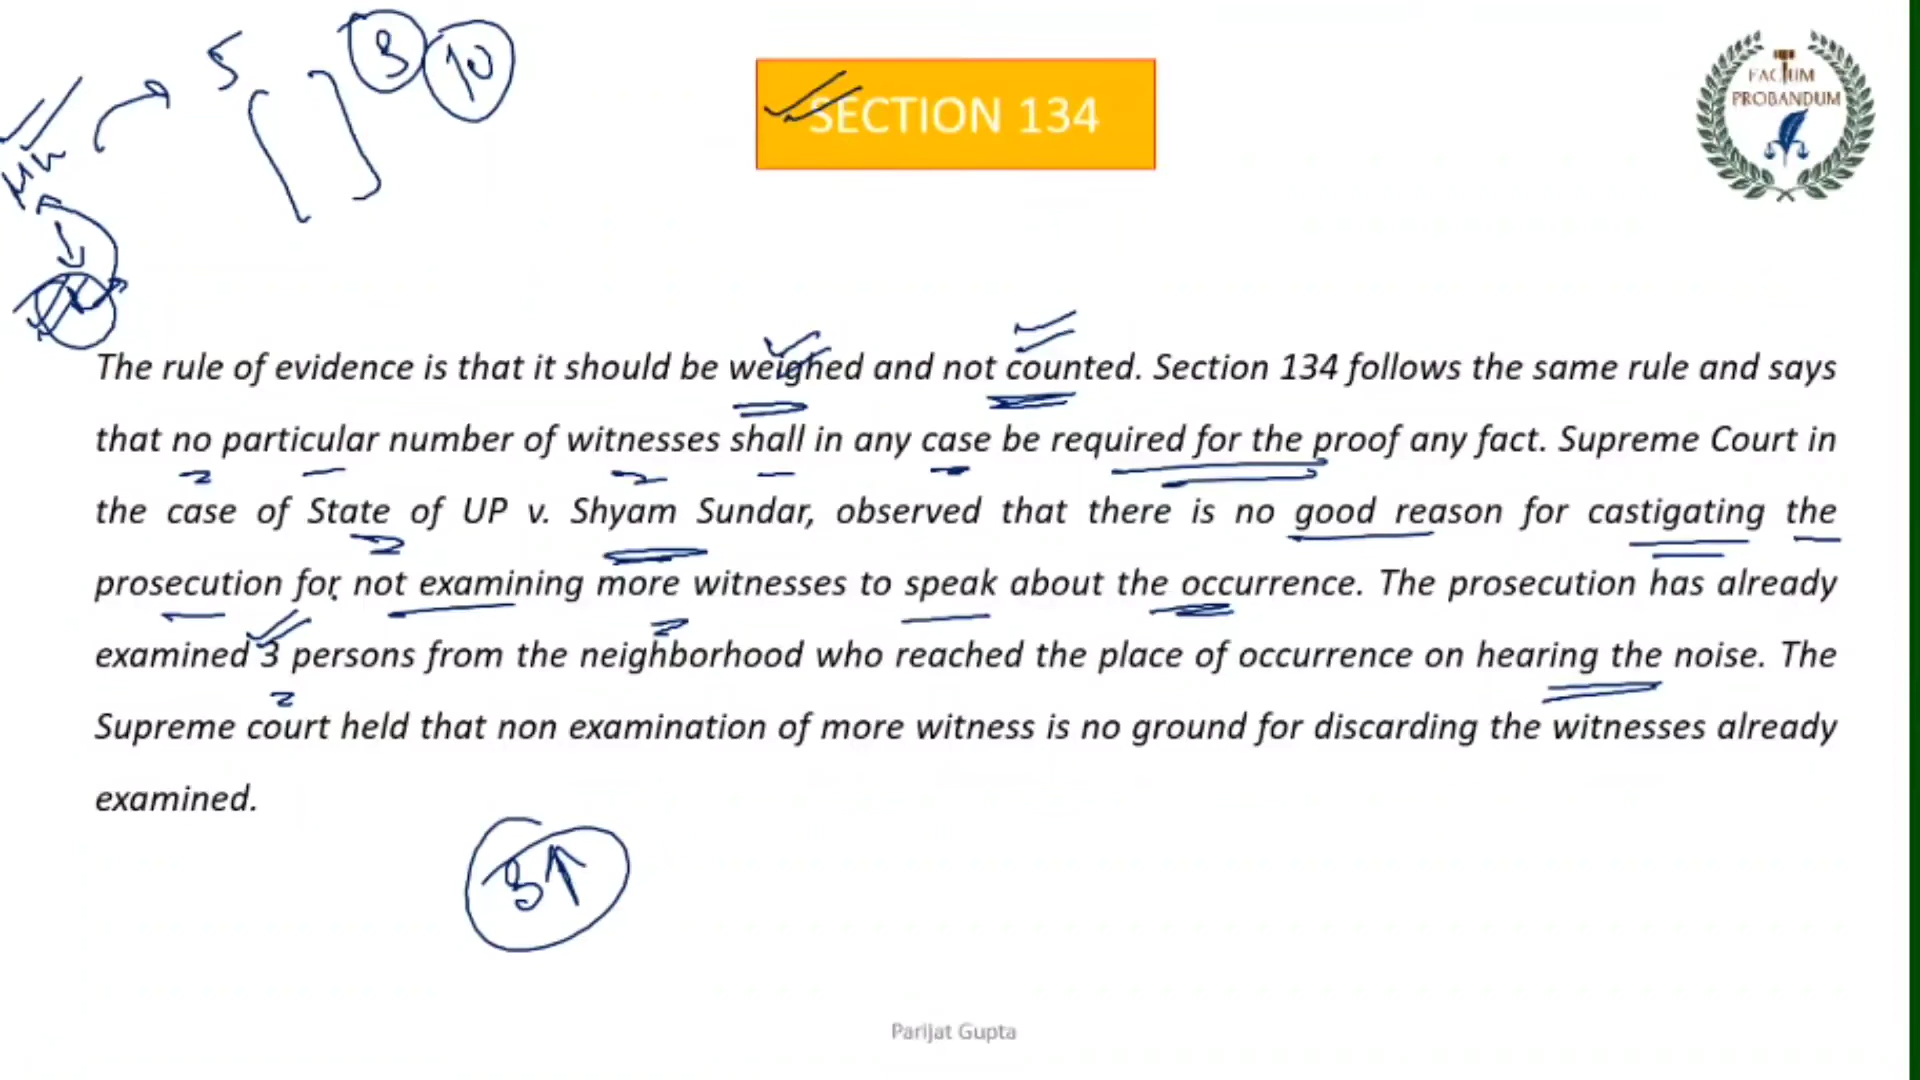 5
3
10
SECTION 134
FACTUM
PROBANDUM
The rule of evidence is that it should be weighed and not counted. Section 134 follows the same rule and says
that no particular number of witnesses shall in any case be required for the proof any fact. Supreme Court in
the case of State of UP v. Shyam Sundar, observed that there is no good reason for castigating the
prosecution for not examining more witnesses to speak about the occurrence. The prosecution has already
examined 3 persons from the neighborhood who reached the place of occurrence on hearing the noise. The
Supreme court held that non examination of more witness is no ground for discarding the witnesses already
examined.
3↑
Parijat Gupta